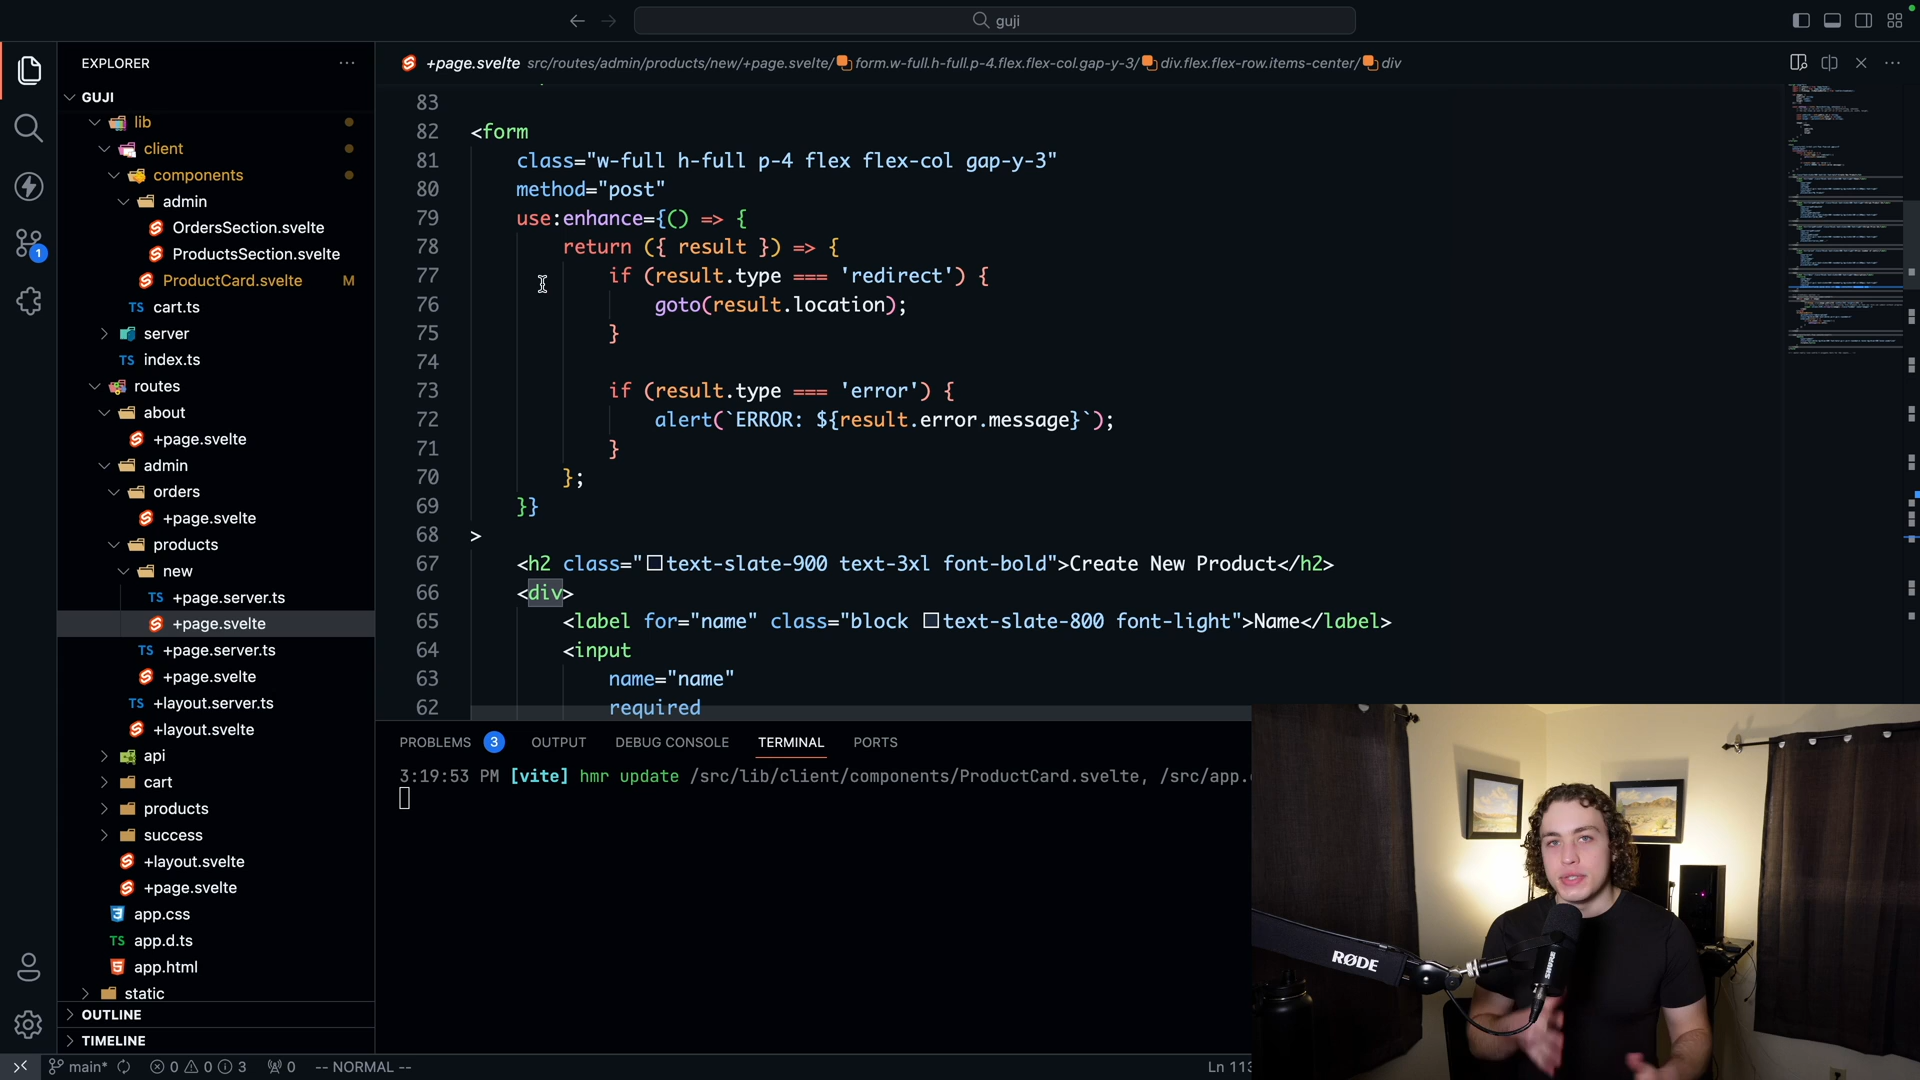 guji
EXPLORER
+page.svelte src/routes/admin/products/new/+page.svelte/ form.w-full.h-full.p-4.flex.flex-col.gap-y-3/ div.flex.flex-row.items-center/ div
GUJI
lib
client
components
admin
OrdersSection.svelte
ProductsSection.svelte
ProductCard.svelte M
TS cart.ts
server
TS index.ts
routes
about
+page.svelte
admin
orders
+page.svelte
products
new
TS +page.server.ts
+page.svelte
TS +page.server.ts
+page.svelte
TS +layout.server.ts
+layout.svelte
api
cart
products
success
+layout.svelte
+page.svelte
app.css
TS app.d.ts
app.html
static
OUTLINE
TIMELINE
1
83
82 <form
81 class="w-full h-full p-4 flex flex-col gap-y-3"
80 method="post"
79 use:enhance={() => {
78 return ({ result }) => {
77 if (result.type === 'redirect') {
76 goto(result.location);
75 }
74
73 if (result.type === 'error') {
72 alert(`ERROR: ${result.error.message}`);
71 }
70 };
69 }}
68 >
67 <h2 class="text-slate-900 text-3xl font-bold">Create New Product</h2>
66 <div>
65 <label for="name" class="block text-slate-800 font-light">Name</label>
64 <input
63 name="name"
62 required
PROBLEMS 3 OUTPUT DEBUG CONSOLE TERMINAL PORTS
3:19:53 PM [vite] hmr update /src/lib/client/components/ProductCard.svelte, /src/app.
RØDE
SHURE
main* 0 0 3 0 -- NORMAL -- Ln 113